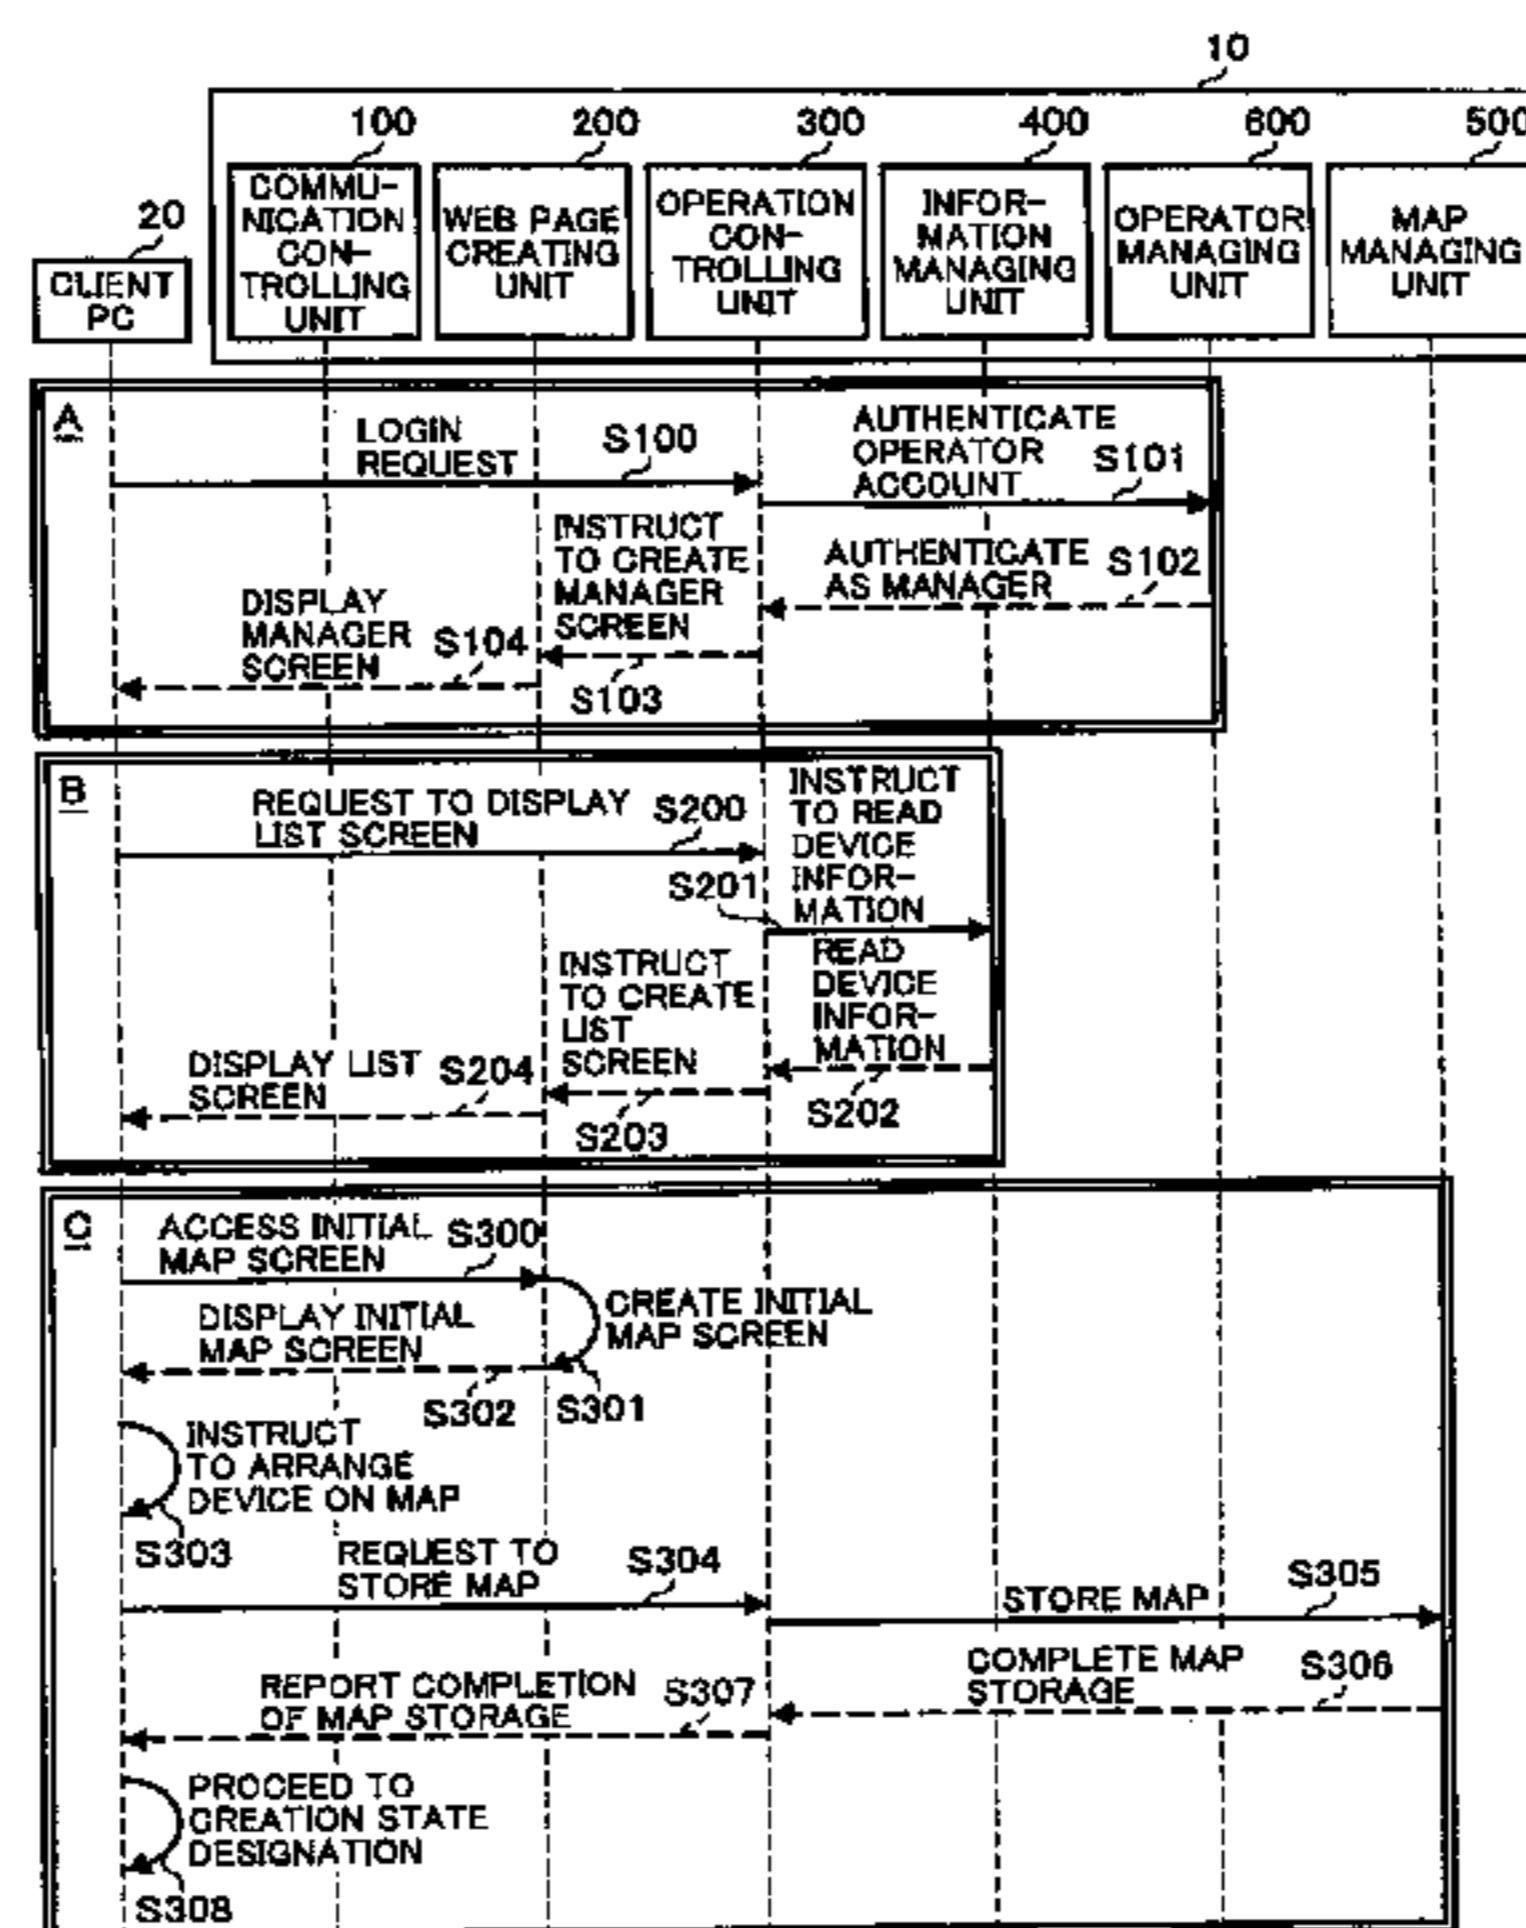 10
100
200
300
400
600
500
20
CLIENT
PC
COMMU-
NICATION
CON-
TROLLING
UNIT
WEB PAGE
CREATING
UNIT
OPERATION
CON-
TROLLING
UNIT
INFOR-
MATION
MANAGING
UNIT
OPERATOR
MANAGING
UNIT
MAP
MANAGING
UNIT
A
LOGIN
REQUEST
S100
AUTHENTICATE
OPERATOR
ACCOUNT
S101
AUTHENTICATE
AS MANAGER
S102
INSTRUCT
TO CREATE
MANAGER
SCREEN
S103
DISPLAY
MANAGER
SCREEN
S104
B
REQUEST TO DISPLAY
LIST SCREEN
S200
INSTRUCT
TO READ
DEVICE
INFOR-
MATION
S201
READ
DEVICE
INFOR-
MATION
S202
INSTRUCT
TO CREATE
LIST
SCREEN
S203
DISPLAY LIST
SCREEN
S204
C
ACCESS INITIAL
MAP SCREEN
S300
CREATE INITIAL
MAP SCREEN
S301
DISPLAY INITIAL
MAP SCREEN
S302
INSTRUCT
TO ARRANGE
DEVICE ON MAP
S303
REQUEST TO
STORE MAP
S304
STORE MAP
S305
COMPLETE MAP
STORAGE
S306
REPORT COMPLETION
OF MAP STORAGE
S307
PROCEED TO
CREATION STATE
DESIGNATION
S308